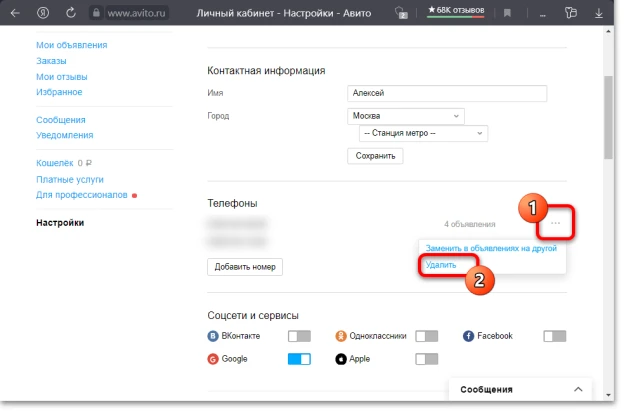 www.avito.ru
Личный кабинет - Настройки - Авито
2
★ 68K отзывов
...
Мои объявления
Заказы
Мои отзывы
Избранное
Сообщения
Уведомления
Кошелёк 0 ₽
Платные услуги
Для профессионалов
Настройки
Контактная информация
Имя
Алексей
Город
Москва
-- Станция метро --
Сохранить
Телефоны
4 объявления
...
1
Заменить в объявлениях на другой
Удалить
2
Добавить номер
Соцсети и сервисы
ВКонтакте
Одноклассники
Facebook
Google
Apple
Сообщения